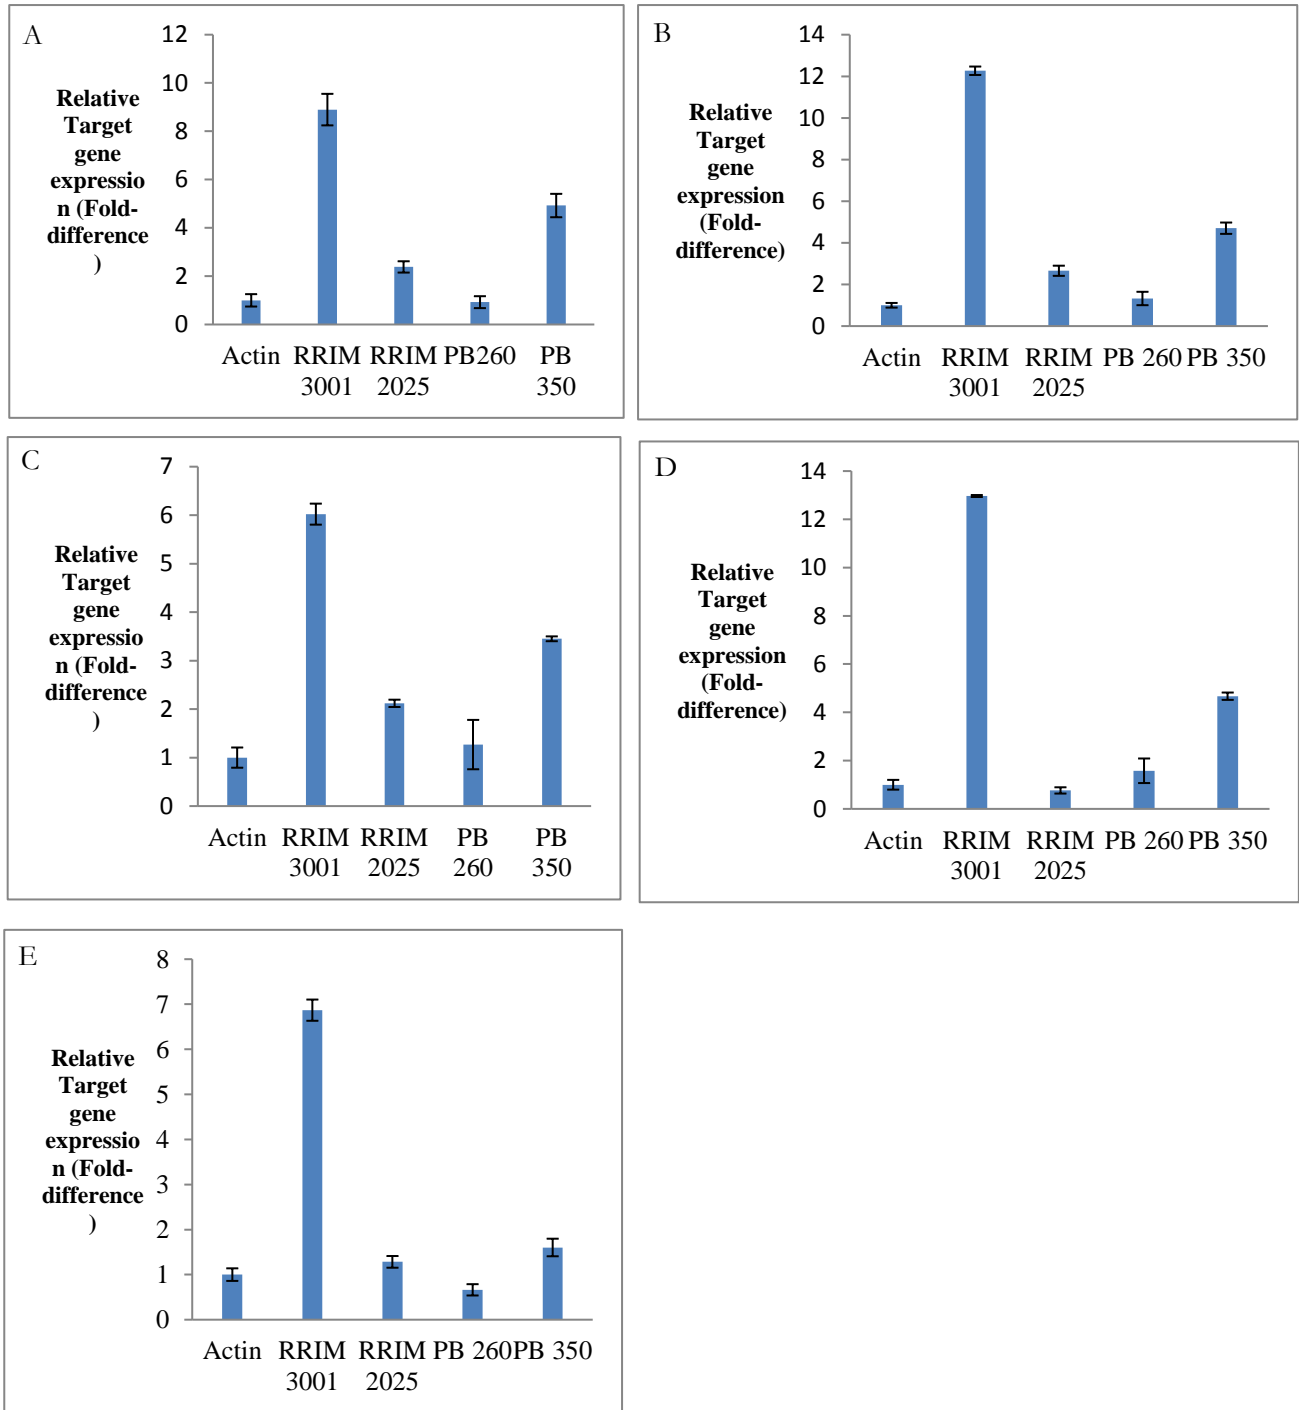 A
Relative
Target
gene
expressio
n (Fold-
difference
)
12
10
8
6
4
2
0
Actin RRIM RRIM PB260 PB
3001 2025 350
B
Relative
Target
gene
expression
(Fold-
difference)
14
12
10
8
6
4
2
0
Actin RRIM RRIM PB 260 PB 350
3001 2025
C
Relative
Target
gene
expressio
n (Fold-
difference
)
7
6
5
4
3
2
1
0
Actin RRIM RRIM PB PB
3001 2025 260 350
D
Relative
Target
gene
expression
(Fold-
difference)
14
12
10
8
6
4
2
0
Actin RRIM RRIM PB 260 PB 350
3001 2025
E
Relative
Target
gene
expressio
n (Fold-
difference
)
8
7
6
5
4
3
2
1
0
Actin RRIM RRIM PB 260 PB 350
3001 2025